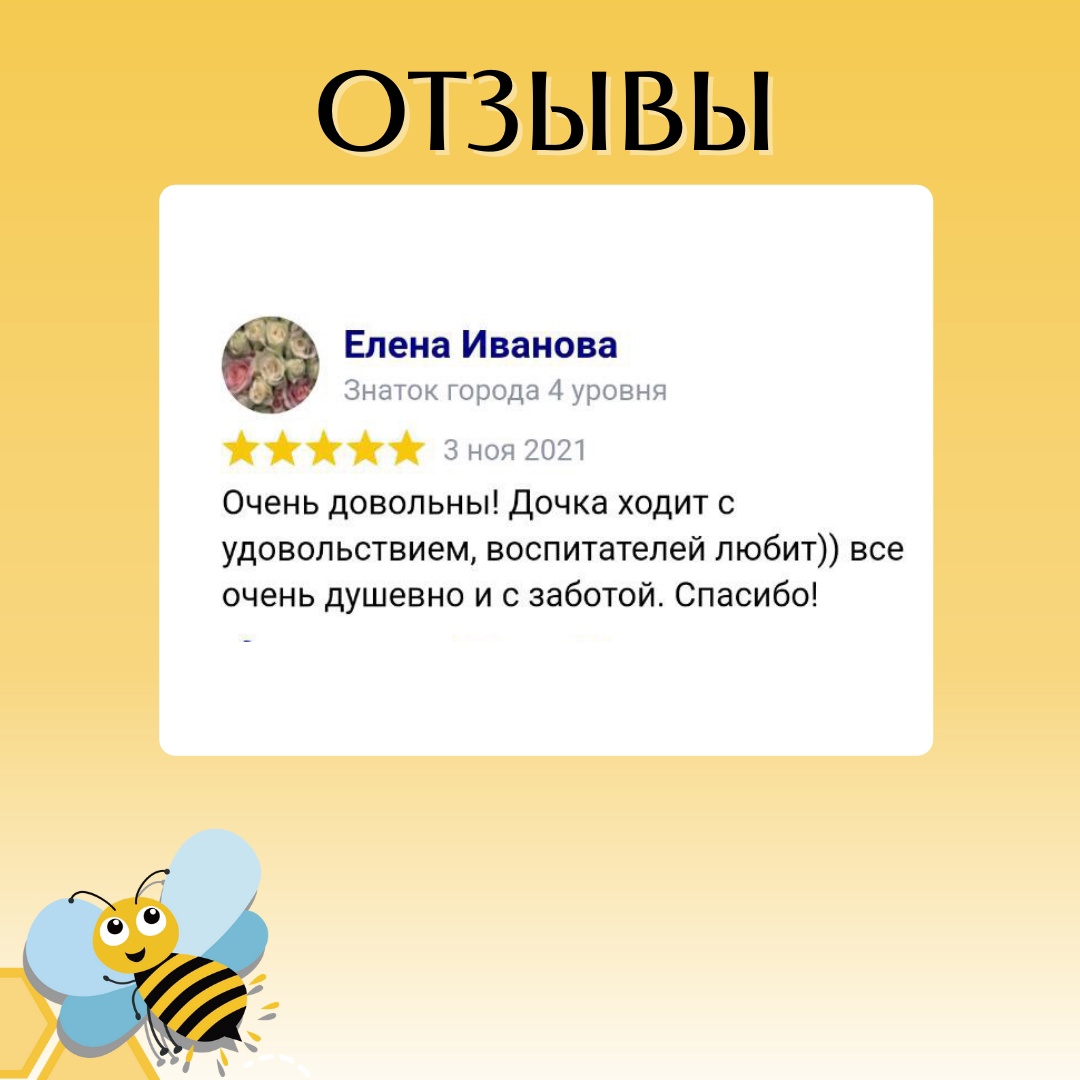 ОТЗЫВЫ
Елена Иванова
Знаток города 4 уровня
3 ноя 2021
Очень довольны! Дочка ходит с
удовольствием, воспитателей любит)) все
очень душевно и с заботой. Спасибо!